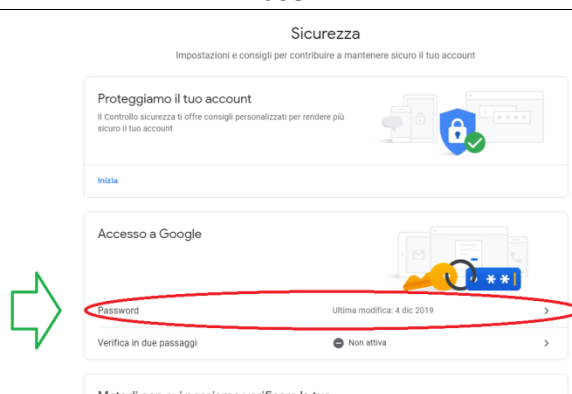 Sicurezza
Impostazioni e consigli per contribuire a mantenere sicuro il tuo account
Proteggiamo il tuo account
Il Controllo sicurezza ti offre consigli personalizzati per rendere più
sicuro il tuo account
Inizia
Accesso a Google
Password Ultima modifica: 4 dic 2019
Verifica in due passaggi Non attiva